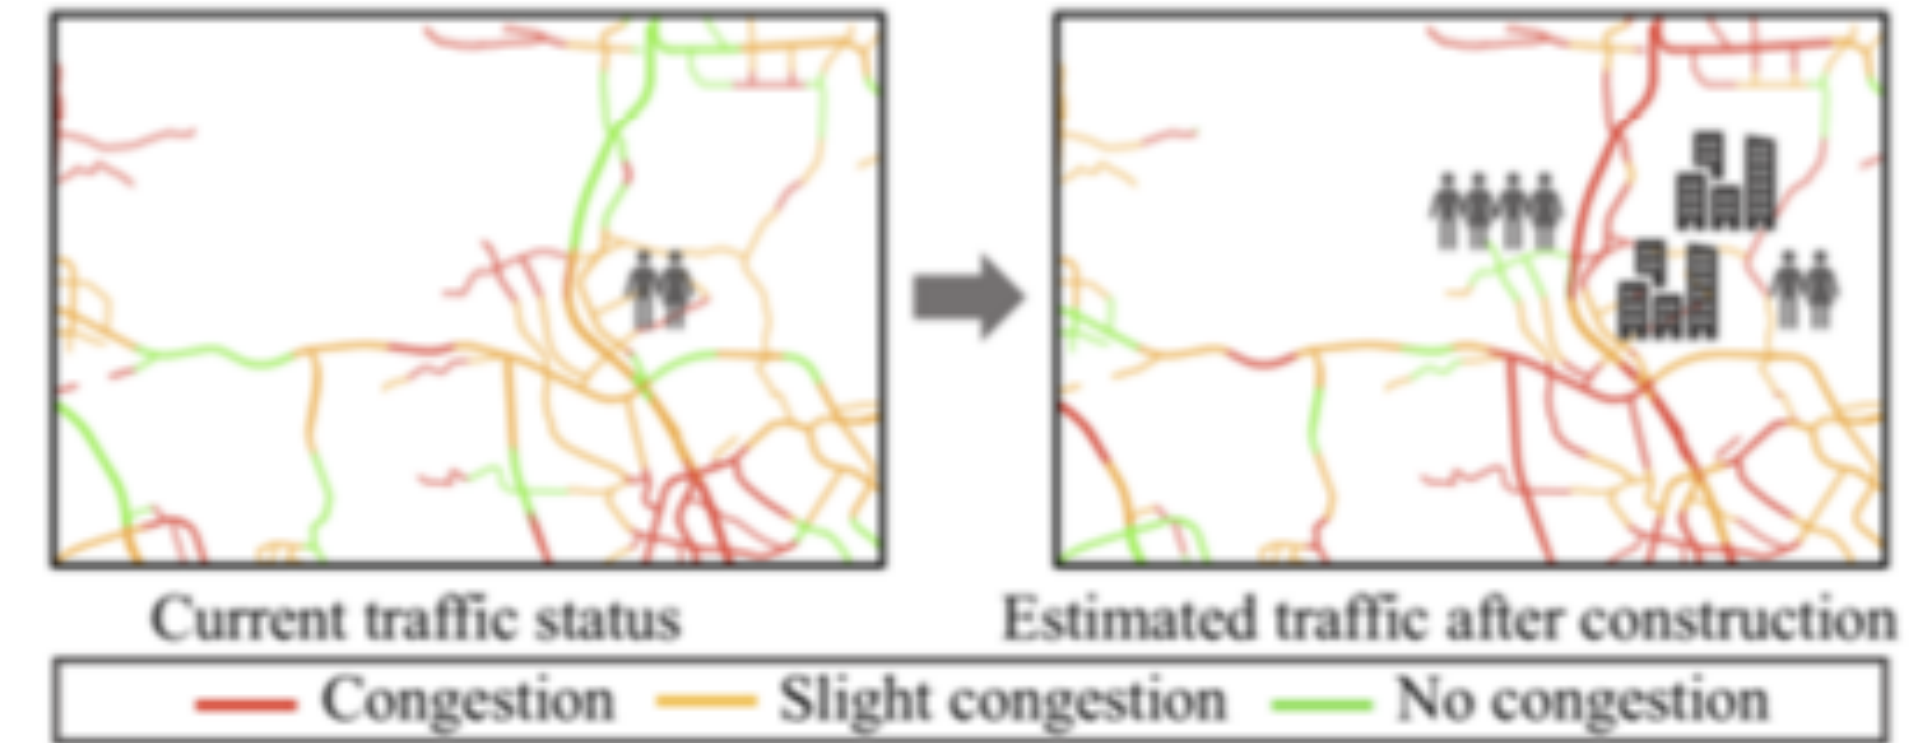 Current traffic status
Estimated traffic after construction
Congestion
Slight congestion
No congestion